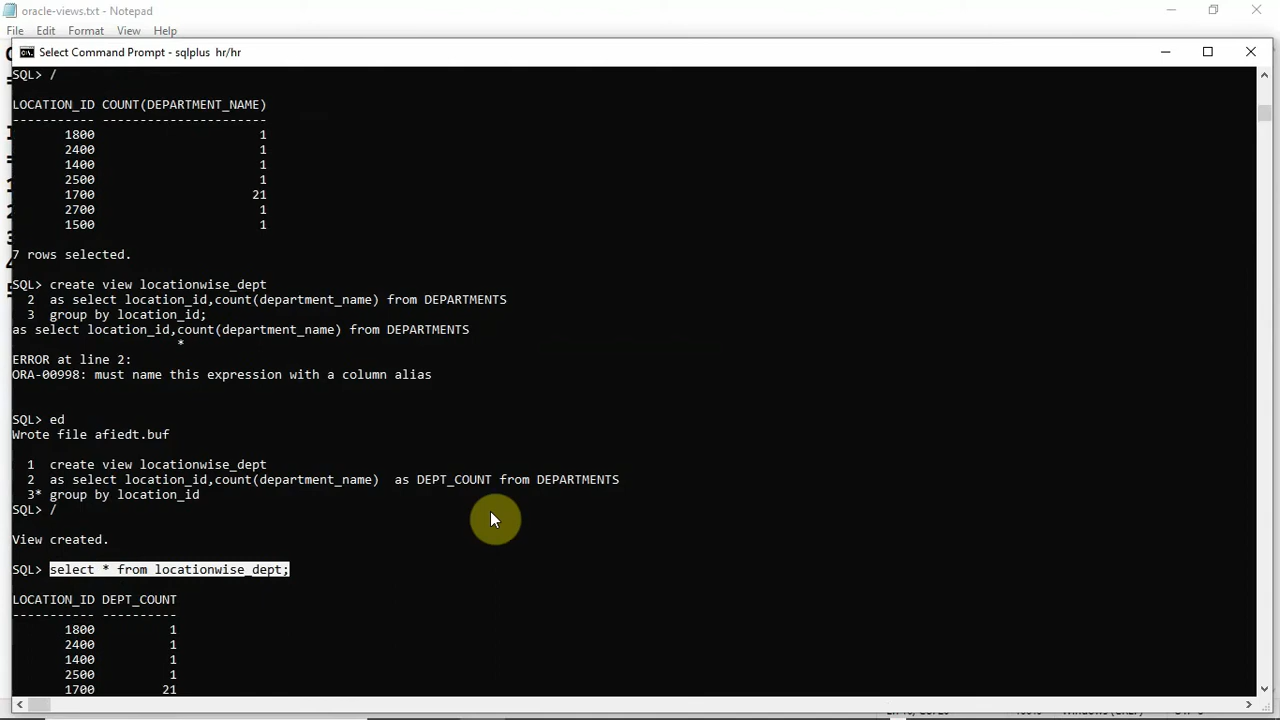 oracle-views.txt - Notepad
File Edit Format View Help
Select Command Prompt - sqlplus hr/hr
SQL> /
LOCATION_ID COUNT(DEPARTMENT_NAME)
----------- ----------------------
1800 1
2400 1
1400 1
2500 1
1700 21
2700 1
1500 1
7 rows selected.
SQL> create view locationwise_dept
2 as select location_id,count(department_name) from DEPARTMENTS
3 group by location_id;
as select location_id,count(department_name) from DEPARTMENTS
*
ERROR at line 2:
ORA-00998: must name this expression with a column alias
SQL> ed
Wrote file afiedt.buf
1 create view locationwise_dept
2 as select location_id,count(department_name) as DEPT_COUNT from DEPARTMENTS
3* group by location_id
SQL> /
View created.
SQL> select * from locationwise_dept;
LOCATION_ID DEPT_COUNT
----------- ----------
1800 1
2400 1
1400 1
2500 1
1700 21